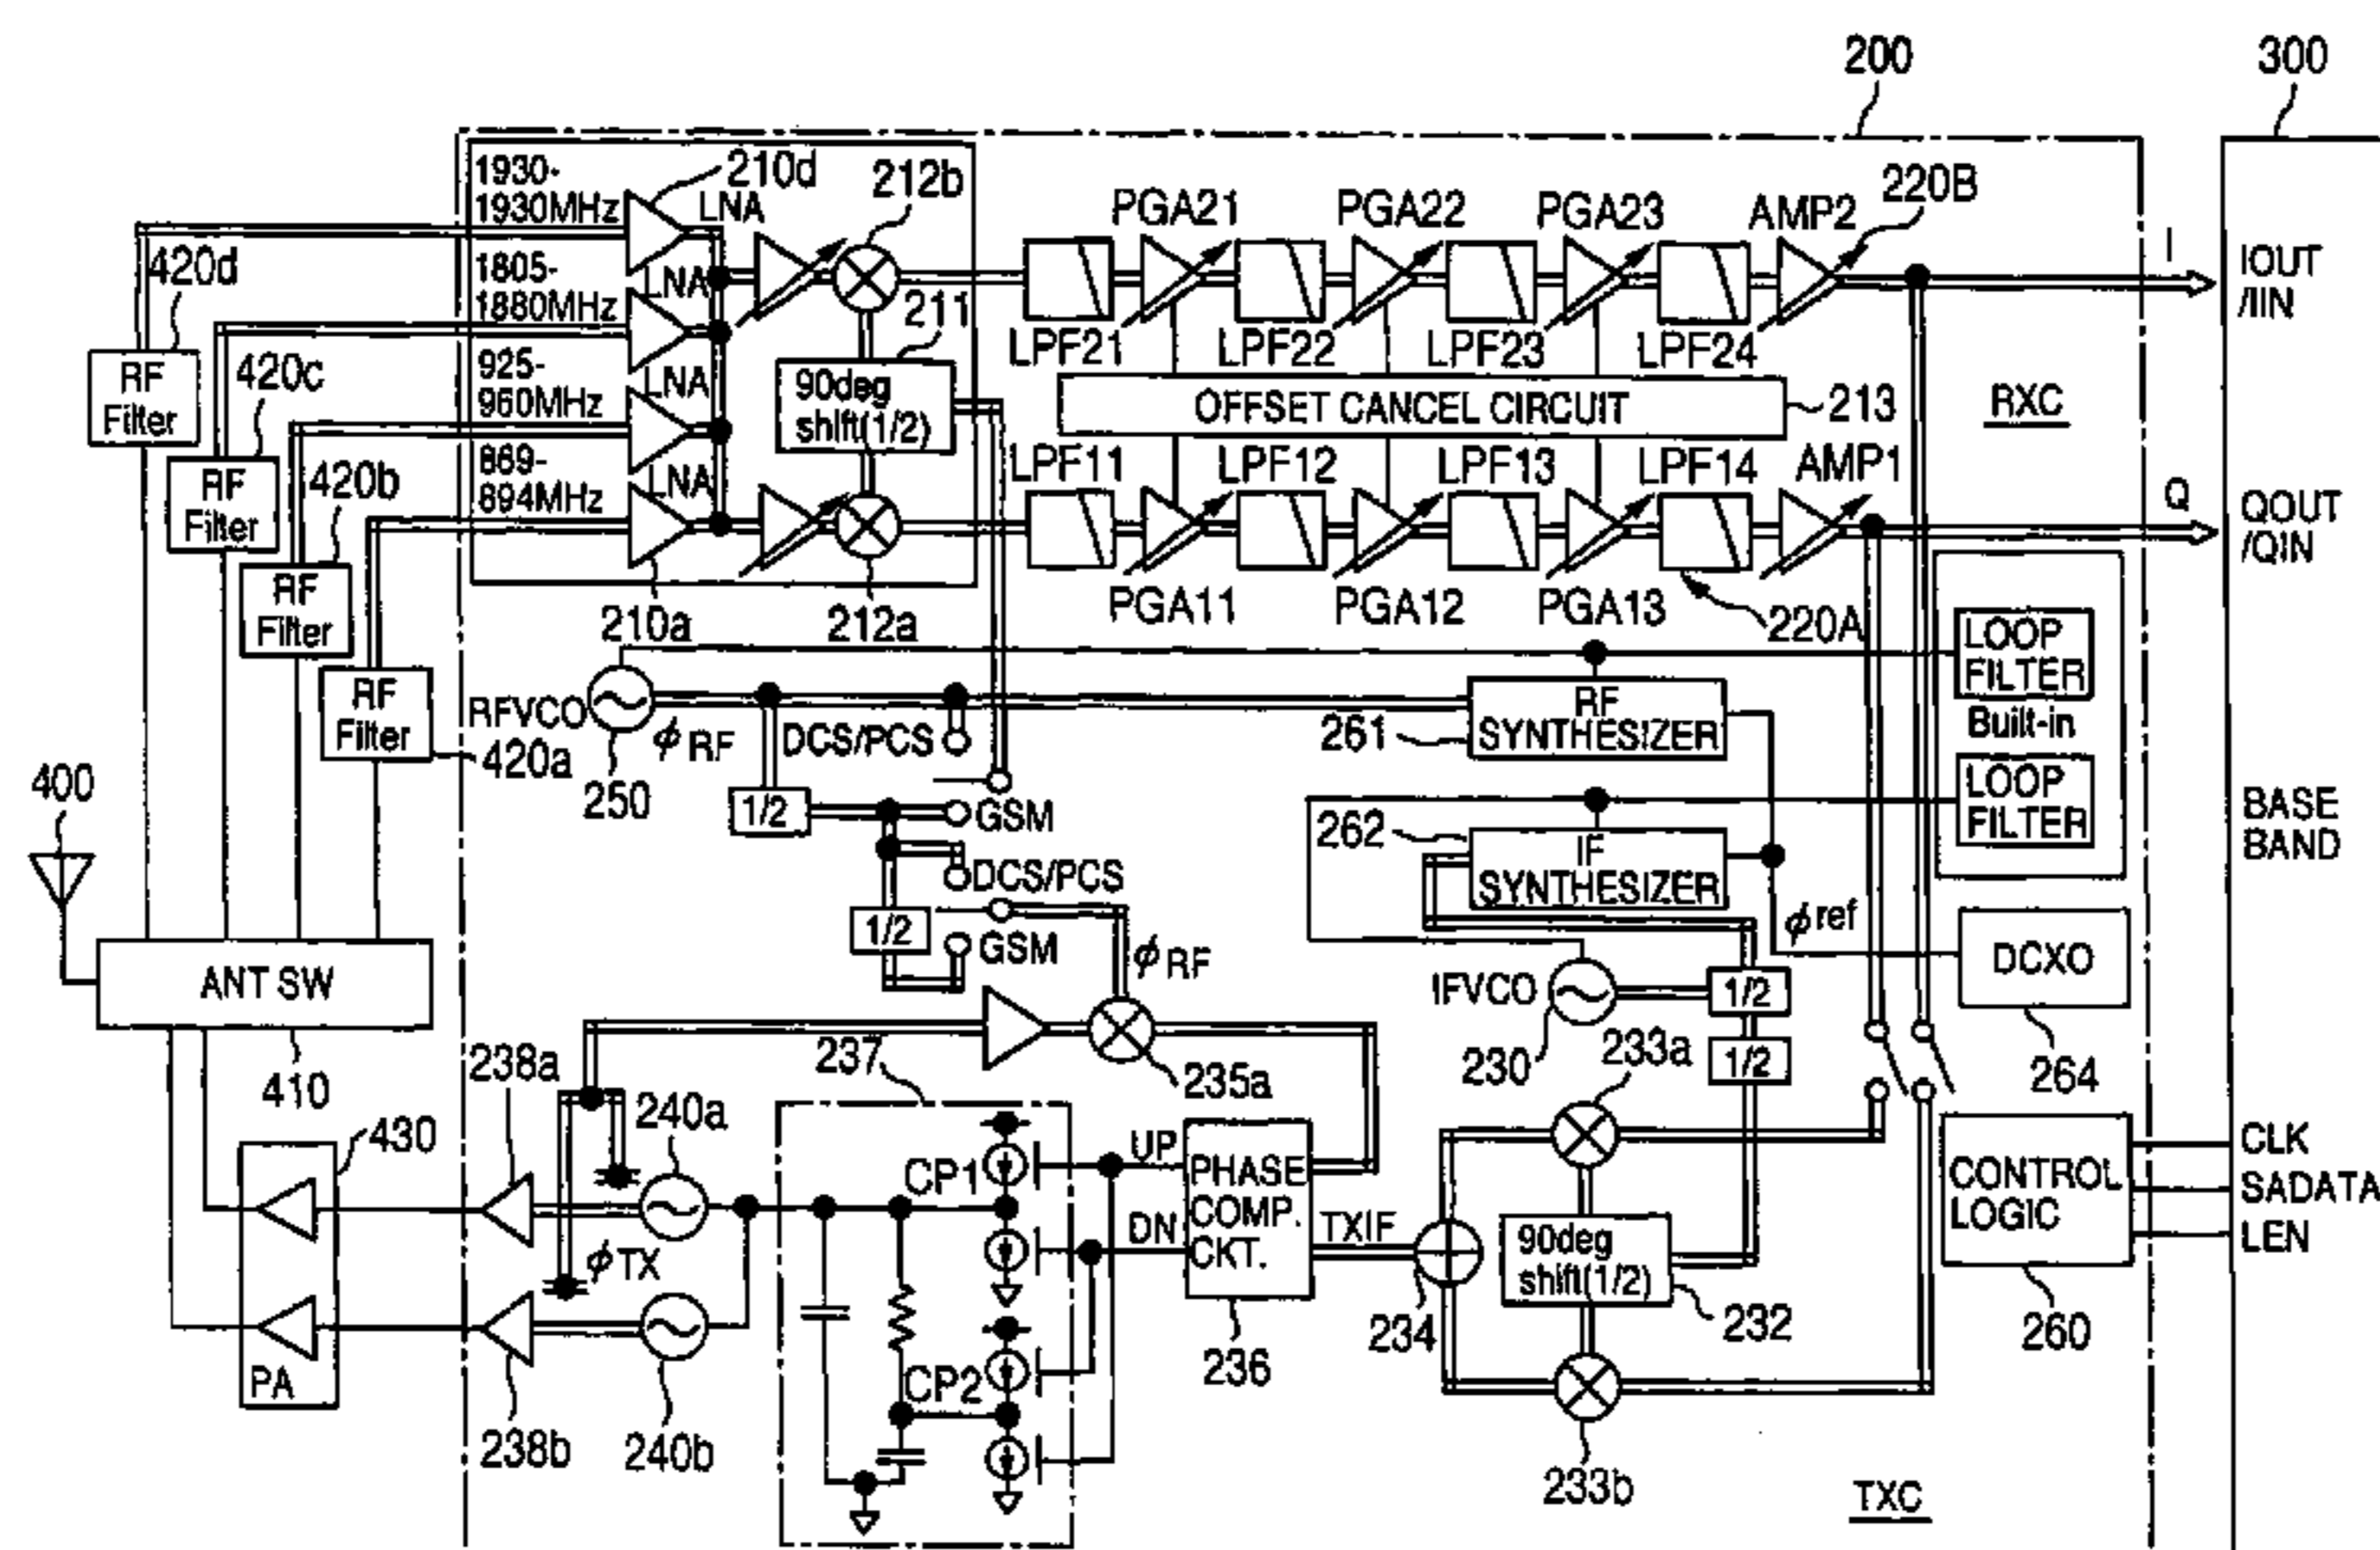 200
300
1930-
1930MHz
210d
LNA
212b
PGA21
PGA22
PGA23
AMP2
220B
I
IOUT
/IIN
420d
1805-
1880MHz
LNA
211
LPF21
LPF22
LPF23
LPF24
RF
Filter
420c
925-
960MHz
LNA
90deg
shift(1/2)
OFFSET CANCEL CIRCUIT
213
RXC
RF
Filter
420b
869-
894MHz
LNA
LPF11
LPF12
LPF13
LPF14
AMP1
Q
QOUT
/QIN
RF
Filter
210a
212a
PGA11
PGA12
PGA13
220A
LOOP
FILTER
Built-in
RF
Filter
420a
RFVCO
250
ϕRF
DCS/PCS
261
RF
SYNTHESIZER
400
1/2
GSM
262
IF
SYNTHESIZER
LOOP
FILTER
BASE
BAND
DCS/PCS
1/2
GSM
ϕRF
ϕref
ANT SW
410
IFVCO
230
1/2
1/2
DCXO
264
237
235a
233a
238a
240a
430
UP
CP1
DN
PHASE
COMP.
CKT.
TXIF
90deg
shift(1/2)
CONTROL
LOGIC
CLK
SADATA
LEN
ϕTX
234
232
260
PA
CP2
236
238b
240b
233b
TXC